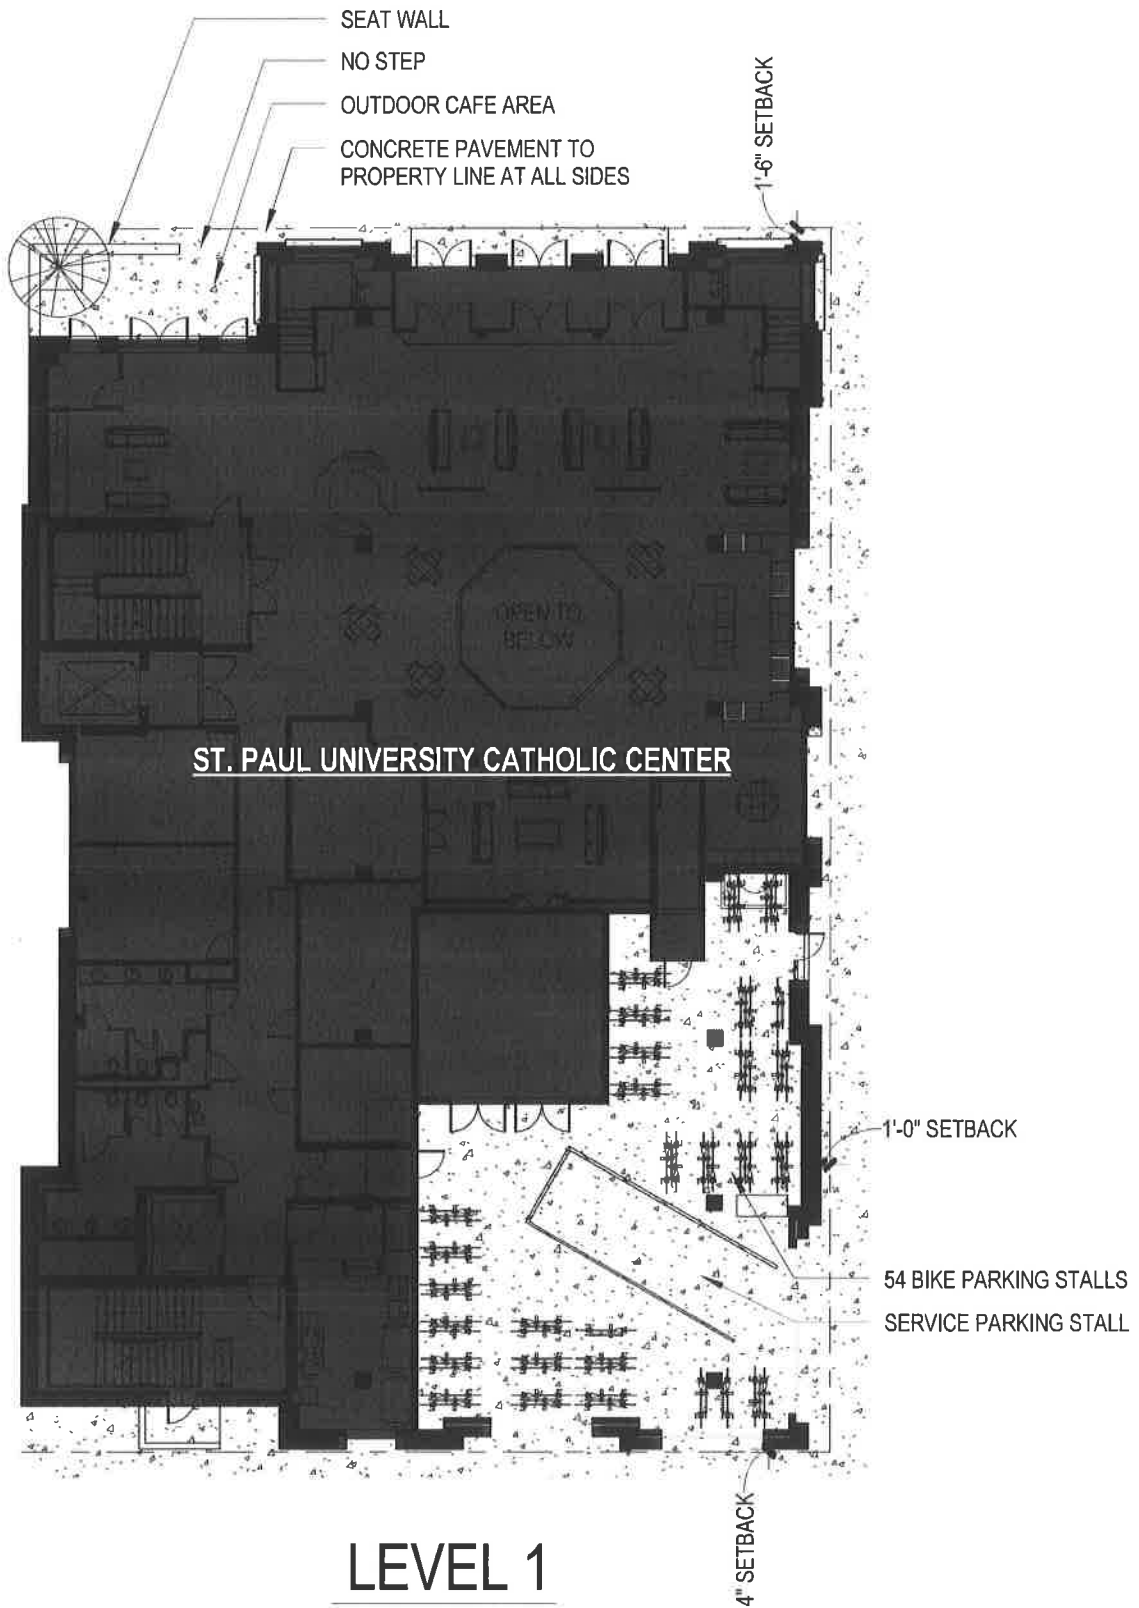 SEAT WALL
NO STEP
OUTDOOR CAFE AREA
CONCRETE PAVEMENT TO
PROPERTY LINE AT ALL SIDES
1'-6" SETBACK
OPEN TO
BELOW
ST. PAUL UNIVERSITY CATHOLIC CENTER
1'-0" SETBACK
54 BIKE PARKING STALLS
SERVICE PARKING STALL
4" SETBACK
LEVEL 1